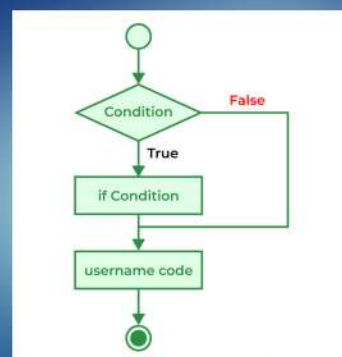 Condition
False
True
if Condition
username code